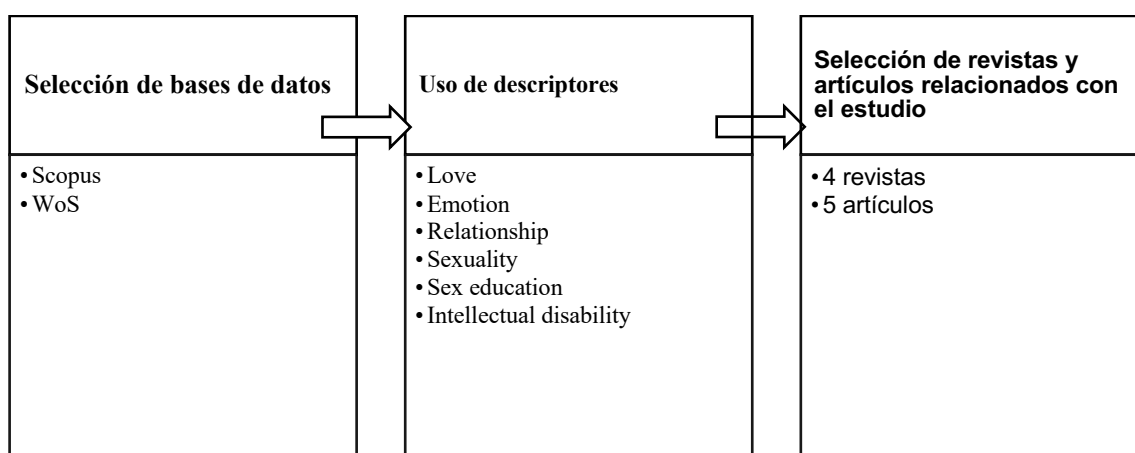 Selección de bases de datos
• Scopus
• WoS
Uso de descriptores
• Love
• Emotion
• Relationship
• Sexuality
• Sex education
• Intellectual disability
Selección de revistas y
artículos relacionados con
el estudio
• 4 revistas
• 5 artículos